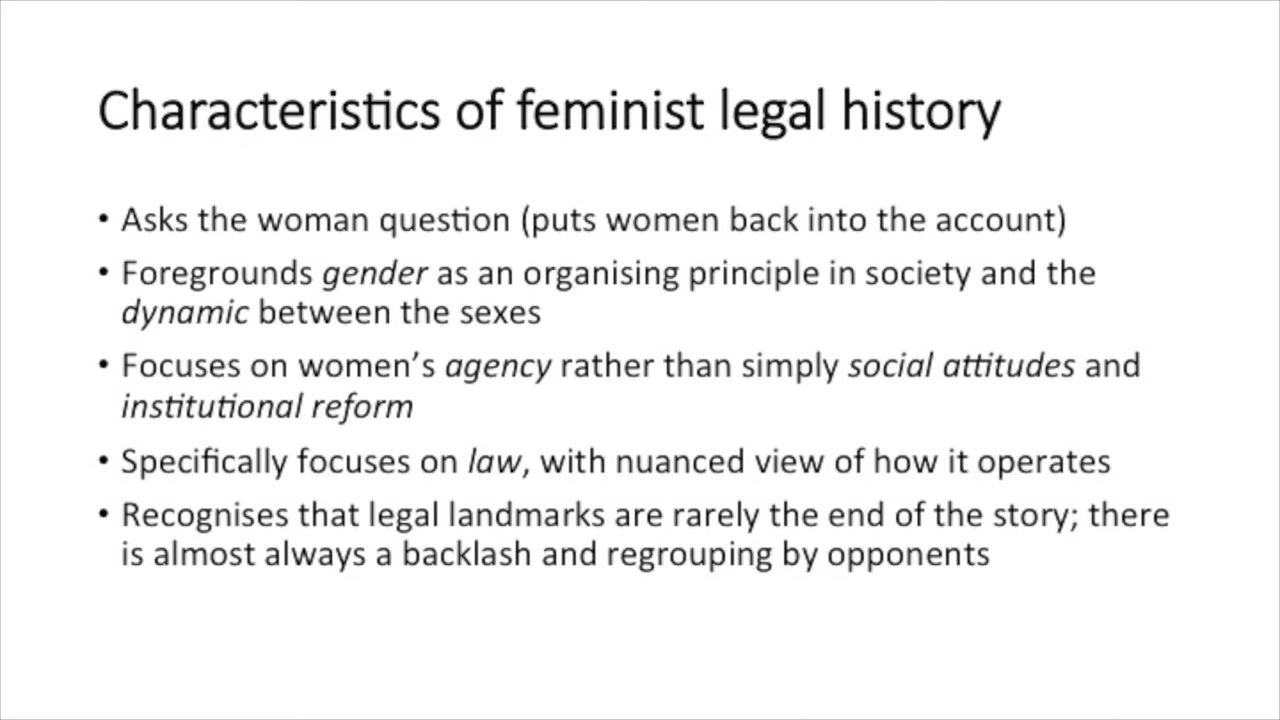 Characteristics of feminist legal history
• Asks the woman question (puts women back into the account)
• Foregrounds gender as an organising principle in society and the
dynamic between the sexes
• Focuses on women’s agency rather than simply social attitudes and
institutional reform
• Specifically focuses on law, with nuanced view of how it operates
• Recognises that legal landmarks are rarely the end of the story; there
is almost always a backlash and regrouping by opponents